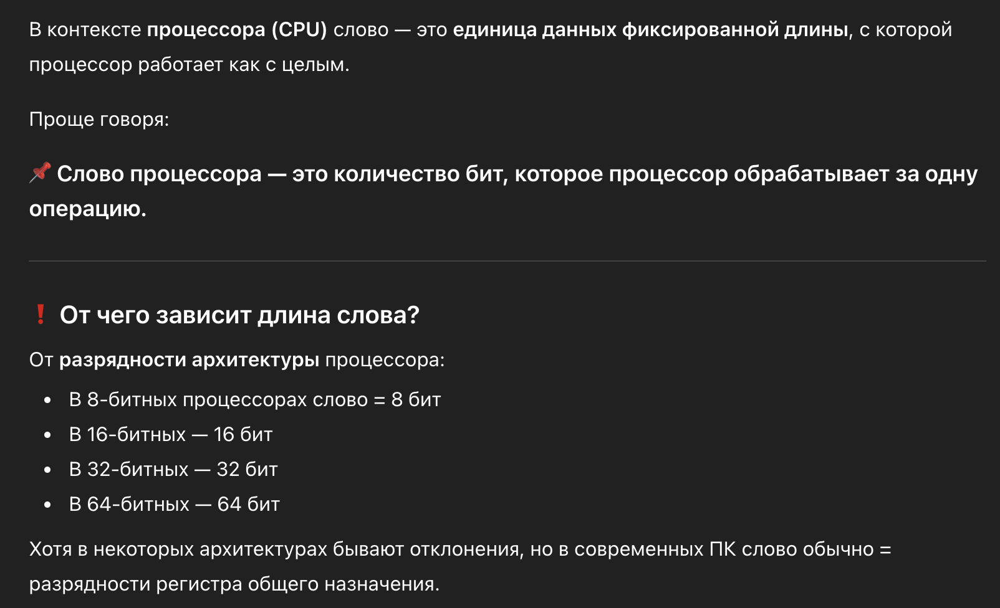 В контексте процессора (CPU) слово — это единица данных фиксированной длины, с которой
процессор работает как с целым.
Проще говоря:
📌 Слово процессора — это количество бит, которое процессор обрабатывает за одну
операцию.
❗ От чего зависит длина слова?
От разрядности архитектуры процессора:
• В 8-битных процессорах слово = 8 бит
• В 16-битных — 16 бит
• В 32-битных — 32 бит
• В 64-битных — 64 бит
Хотя в некоторых архитектурах бывают отклонения, но в современных ПК слово обычно =
разрядности регистра общего назначения.